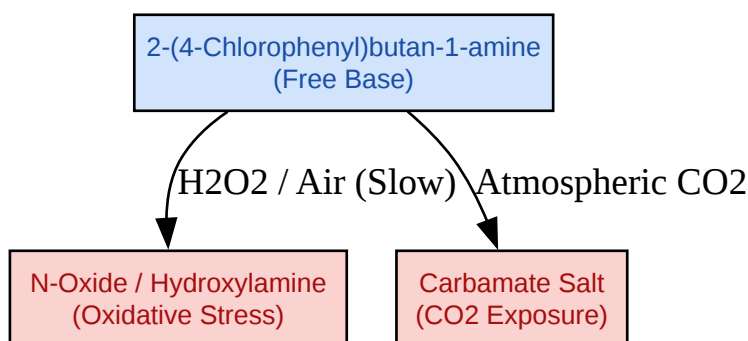 2-(4-Chlorophenyl)butan-1-amine
(Free Base)
H2O2 / Air (Slow)
Atmospheric CO2
N-Oxide / Hydroxylamine
(Oxidative Stress)
Carbamate Salt
(CO2 Exposure)